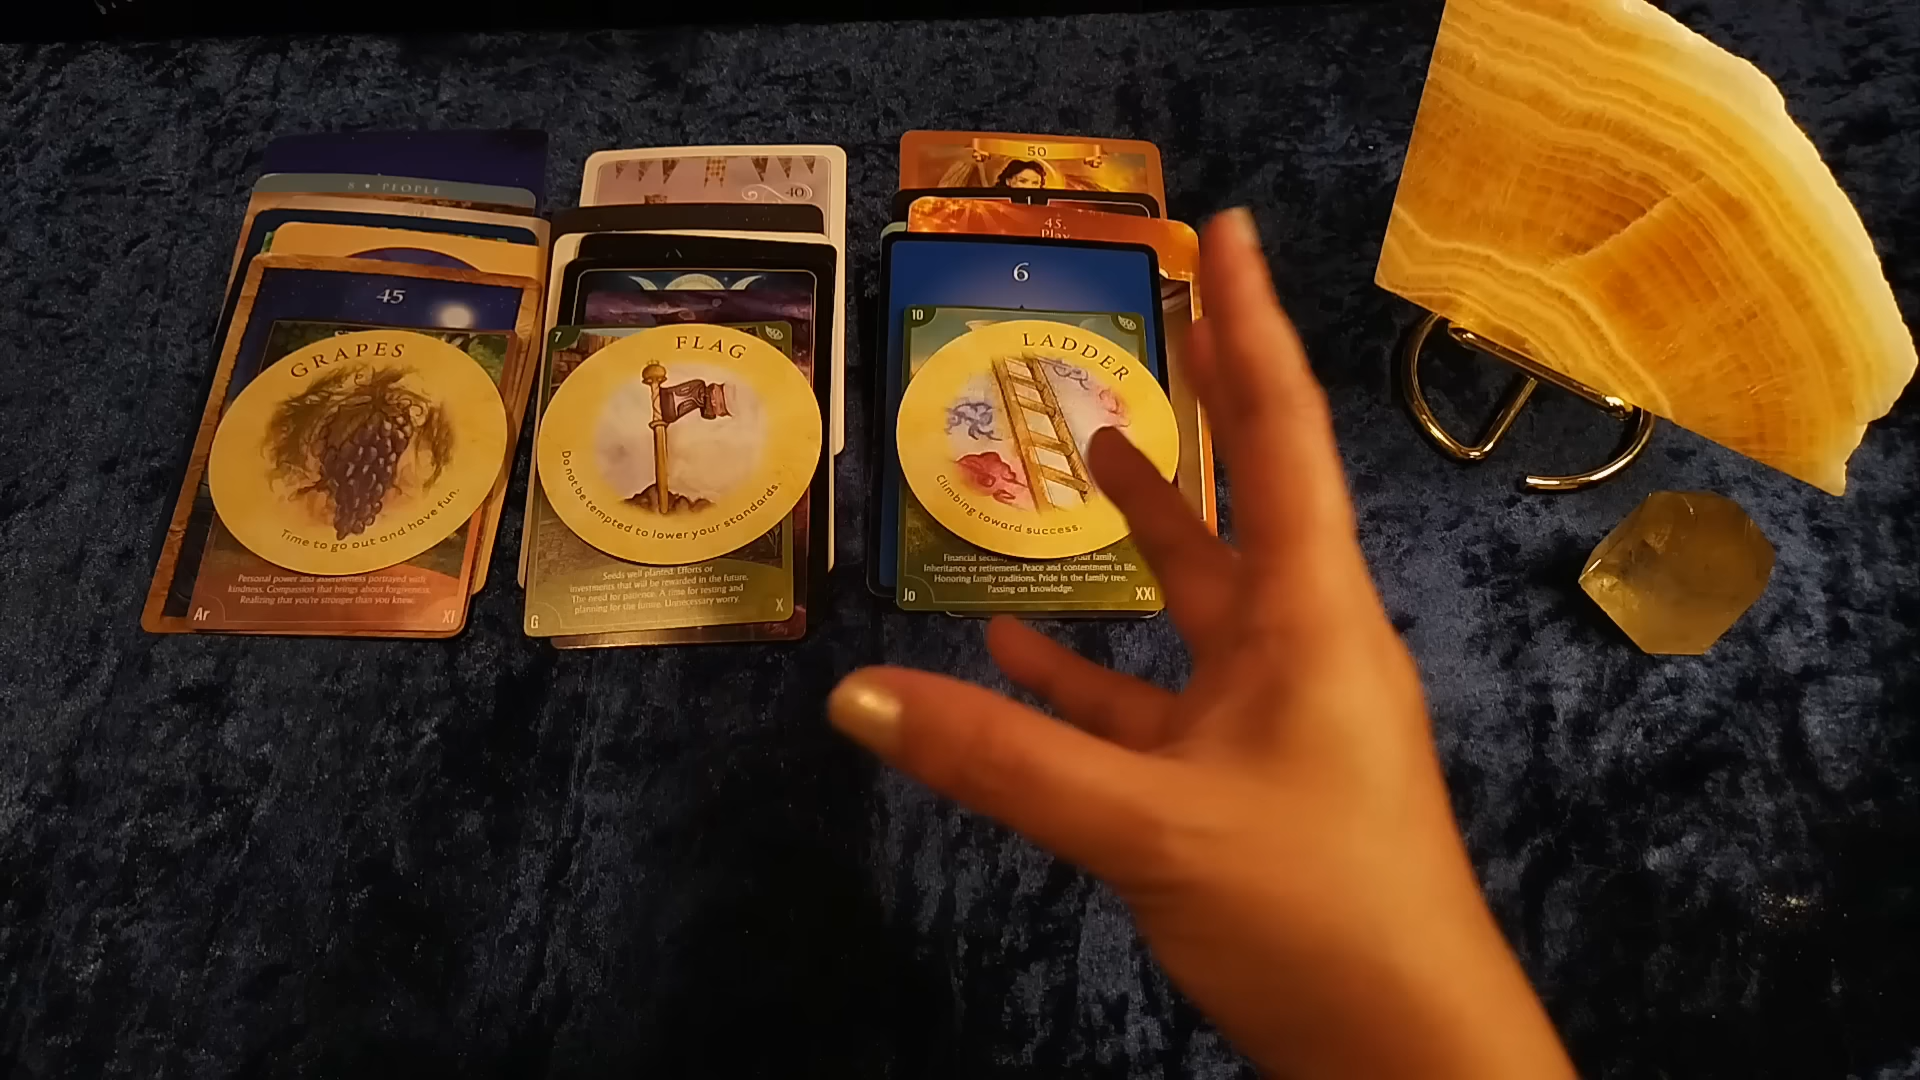 8 • PEOPLE
45
GRAPES
Time to go out and have fun.
Personal power and assertiveness portrayed with
kindness. Compassion that brings about forgiveness.
Realizing that you're stronger than you know.
Ar
XI
40
7
FLAG
Do not be tempted to lower your standards.
Seeds well planted. Efforts or
investments that will be rewarded in the future.
The need for patience. A time for testing and
planning for the future. Unnecessary worry.
G
X
50
1
45.
Play
6
10
LADDER
Climbing toward success.
Financial your family.
Inheritance or retirement. Peace and contentment in life.
Honoring family traditions. Pride in the family tree.
Passing on knowledge.
Jo
XXI